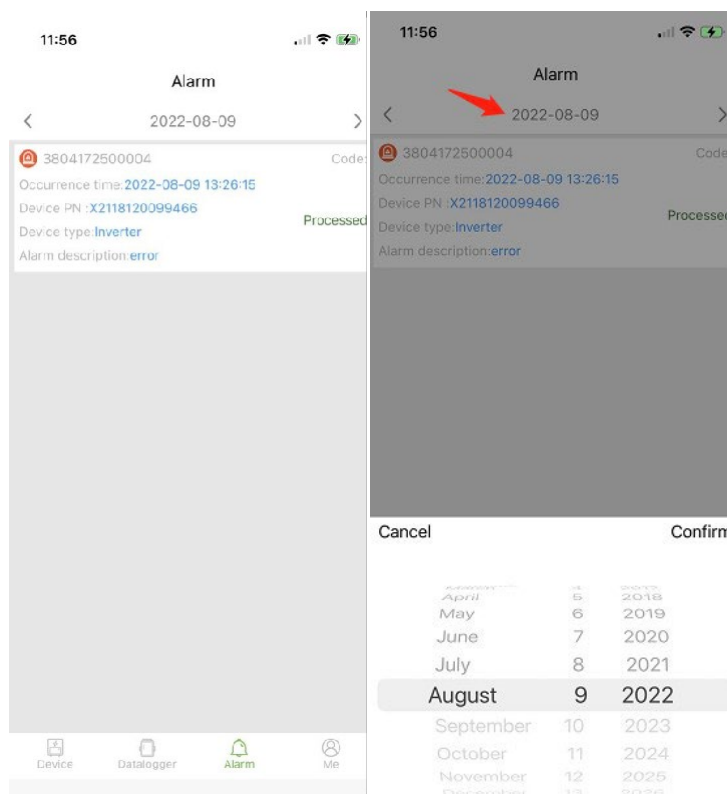 11:56
Alarm
2022-08-09
3804172500004 Code:
Occurrence time:2022-08-09 13:26:15
Device PN :X2118120099466
Processed
Device type:Inverter
Alarm description:error
Device Datalogger Alarm Me
11:56
Alarm
2022-08-09
3804172500004 Code
Occurrence time:2022-08-09 13:26:15
Device PN :X2118120099466
Processed
Device type:Inverter
Alarm description:error
Cancel Confirm
April 5 2018
May 6 2019
June 7 2020
July 8 2021
August 9 2022
September 10 2023
October 11 2024
November 12 2025